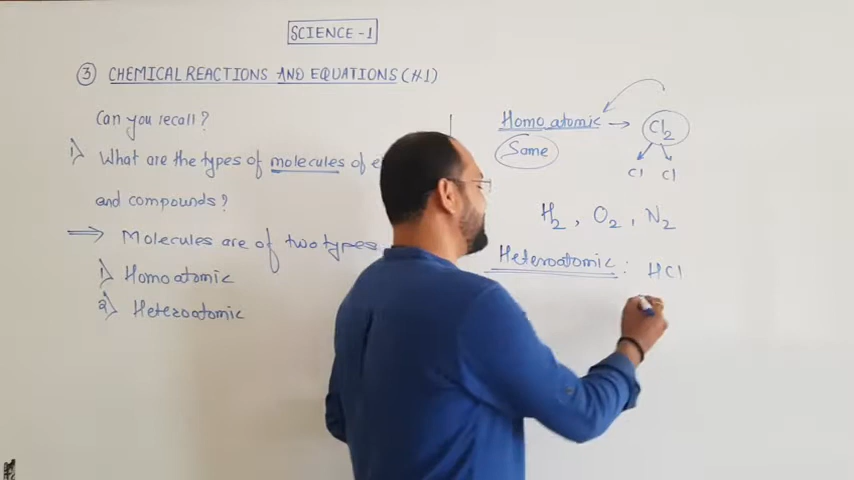 SCIENCE-1
③ CHEMICAL REACTIONS AND EQUATIONS (H.1)
Can you recall?
1) What are the types of molecules of
and compounds?
⇒ Molecules are of two types
1) Homoatomic
2) Heteroatomic
Homoatomic → Cl₂
Same
Cl Cl
H₂, O₂, N₂
Heteroatomic: HCl